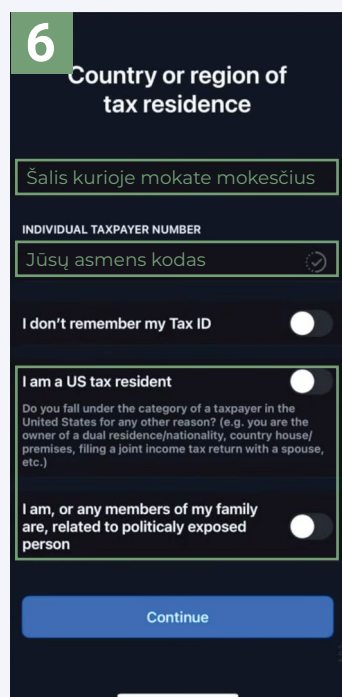 6
Country or region of
tax residence
Šalis kurioje mokate mokesčius
INDIVIDUAL TAXPAYER NUMBER
Jūsų asmens kodas
I don't remember my Tax ID
I am a US tax resident
Do you fall under the category of a taxpayer in the
United States for any other reason? (e.g. you are the
owner of a dual residence/nationality, country house/
premises, filing a joint income tax return with a spouse,
etc.)
I am, or any members of my family
are, related to politicaly exposed
person
Continue